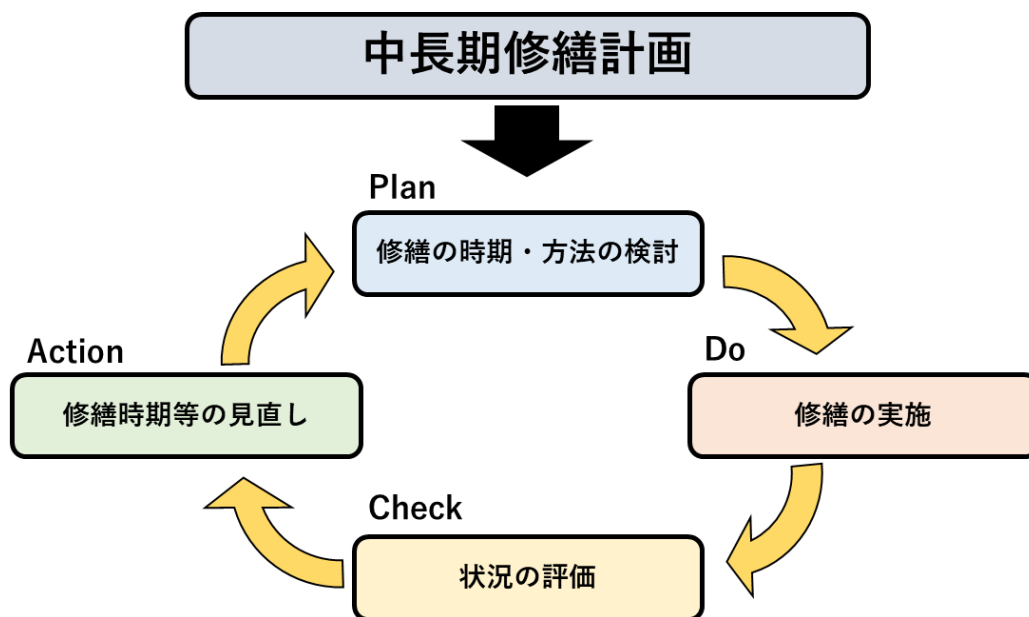 中長期修繕計画
Plan
修繕の時期・方法の検討
Do
修繕の実施
Check
状況の評価
Action
修繕時期等の見直し